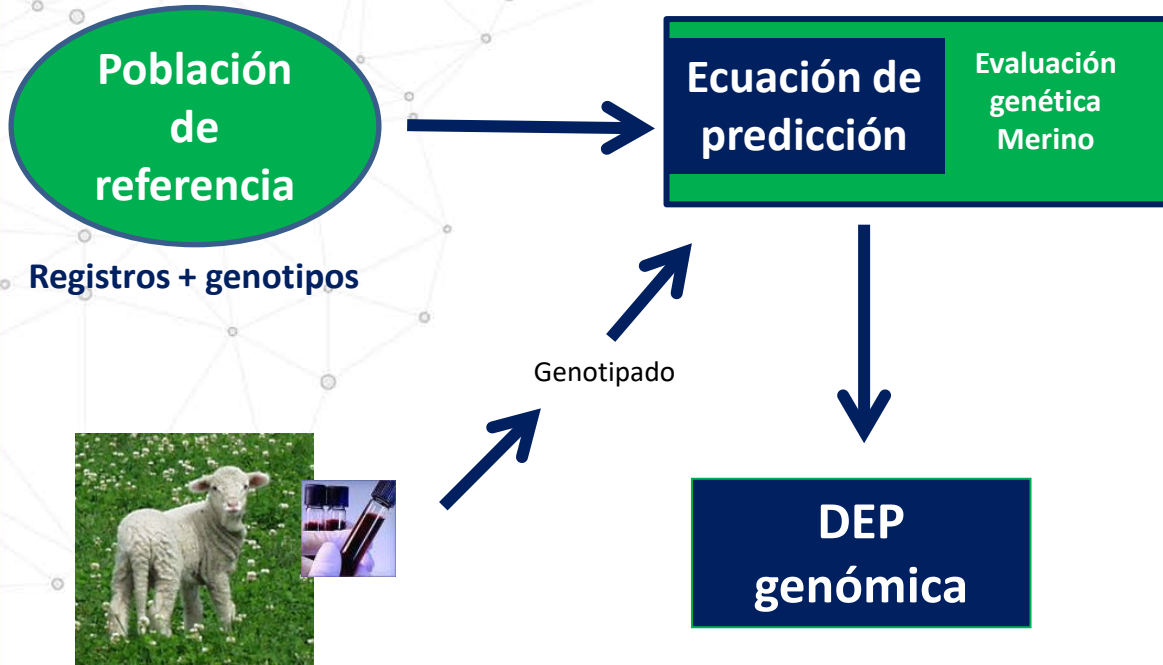 Población
de
referencia
Registros + genotipos
Ecuación de
predicción
Evaluación
genética
Merino
Genotipado
DEP
genómica